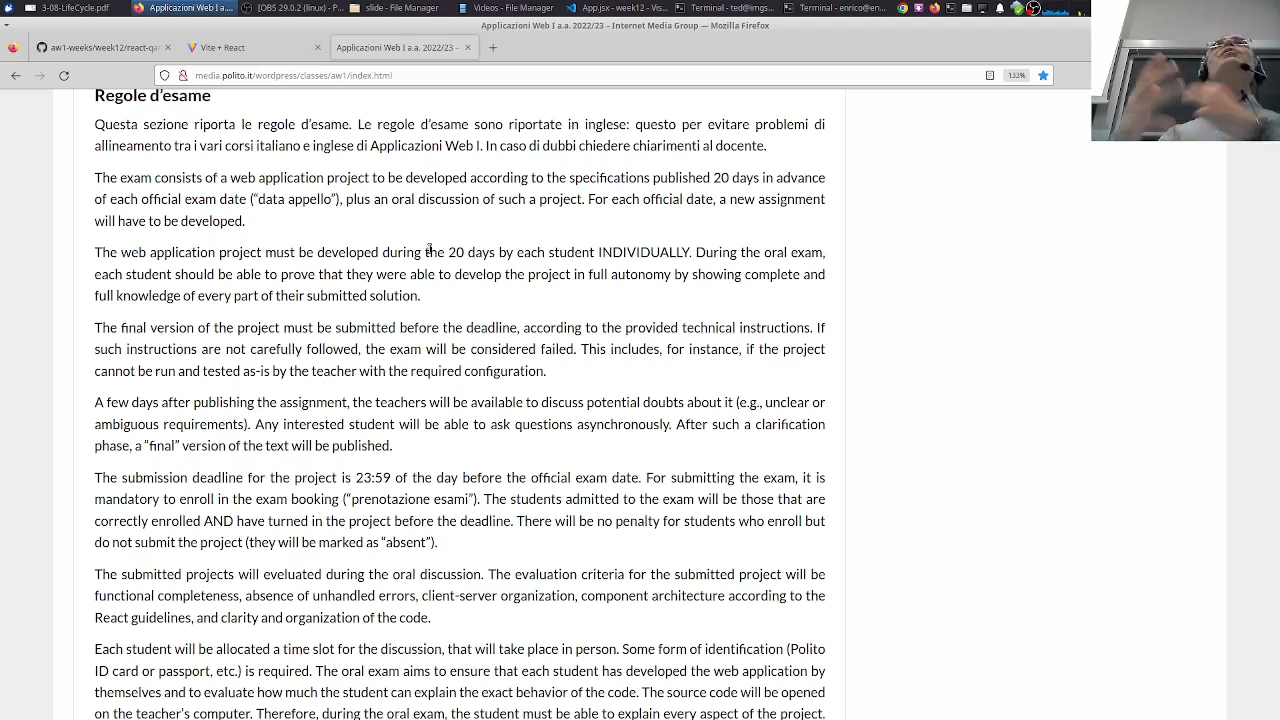 3-08-LifeCycle.pdf
Applicazioni Web I a.a. 2022/23 –
[OBS 29.0.2 (linux) - P...
slide - File Manager
Videos - File Manager
App.jsx - week12 - Vis...
Terminal - ted@ings...
Terminal - enrico@enor...
Applicazioni Web I a.a. 2022/23 – Internet Media Group — Mozilla Firefox
aw1-weeks/week12/react-qa
Vite + React
Applicazioni Web I a.a. 2022/23 –
media.polito.it/wordpress/classes/aw1/index.html
133%
Regole d'esame
Questa sezione riporta le regole d'esame. Le regole d'esame sono riportate in inglese: questo per evitare problemi di
allineamento tra i vari corsi italiano e inglese di Applicazioni Web I. In caso di dubbi chiedere chiarimenti al docente.
The exam consists of a web application project to be developed according to the specifications published 20 days in advance
of each official exam date ("data appello"), plus an oral discussion of such a project. For each official date, a new assignment
will have to be developed.
The web application project must be developed during the 20 days by each student INDIVIDUALLY. During the oral exam,
each student should be able to prove that they were able to develop the project in full autonomy by showing complete and
full knowledge of every part of their submitted solution.
The final version of the project must be submitted before the deadline, according to the provided technical instructions. If
such instructions are not carefully followed, the exam will be considered failed. This includes, for instance, if the project
cannot be run and tested as-is by the teacher with the required configuration.
A few days after publishing the assignment, the teachers will be available to discuss potential doubts about it (e.g., unclear or
ambiguous requirements). Any interested student will be able to ask questions asynchronously. After such a clarification
phase, a "final" version of the text will be published.
The submission deadline for the project is 23:59 of the day before the official exam date. For submitting the exam, it is
mandatory to enroll in the exam booking ("prenotazione esami"). The students admitted to the exam will be those that are
correctly enrolled AND have turned in the project before the deadline. There will be no penalty for students who enroll but
do not submit the project (they will be marked as "absent").
The submitted projects will eveluated during the oral discussion. The evaluation criteria for the submitted project will be
functional completeness, absence of unhandled errors, client-server organization, component architecture according to the
React guidelines, and clarity and organization of the code.
Each student will be allocated a time slot for the discussion, that will take place in person. Some form of identification (Polito
ID card or passport, etc.) is required. The oral exam aims to ensure that each student has developed the web application by
themselves and to evaluate how much the student can explain the exact behavior of the code. The source code will be opened
on the teacher's computer. Therefore, during the oral exam, the student must be able to explain every aspect of the project.